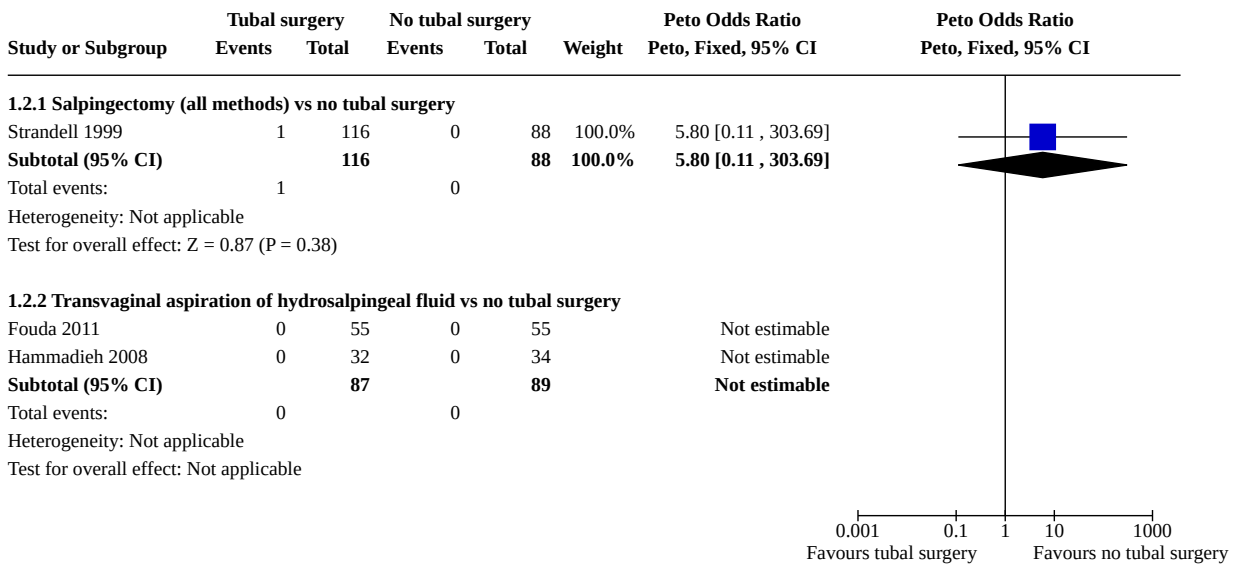 Tubal surgery No tubal surgery Peto Odds Ratio Peto Odds Ratio
Study or Subgroup Events Total Events Total Weight Peto, Fixed, 95% CI Peto, Fixed, 95% CI
1.2.1 Salpingectomy (all methods) vs no tubal surgery
Strandell 1999 1 116 0 88 100.0% 5.80 [0.11 , 303.69]
Subtotal (95% CI) 116 88 100.0% 5.80 [0.11 , 303.69]
Total events: 1 0
Heterogeneity: Not applicable
Test for overall effect: Z = 0.87 (P = 0.38)
1.2.2 Transvaginal aspiration of hydrosalpingeal fluid vs no tubal surgery
Fouda 2011 0 55 0 55 Not estimable
Hammadieh 2008 0 32 0 34 Not estimable
Subtotal (95% CI) 87 89 Not estimable
Total events: 0 0
Heterogeneity: Not applicable
Test for overall effect: Not applicable
0.001 0.1 1 10 1000
Favours tubal surgery Favours no tubal surgery